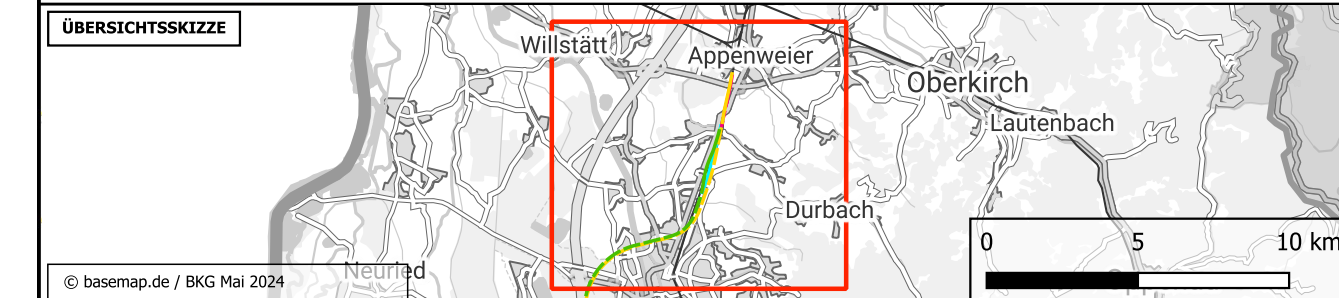 ÜBERSICHTSSKIZZE
Willstätt
Appenweier
Oberkirch
Lautenbach
Durbach
Neuried
0 5 10 km
© basemap.de / BKG Mai 2024